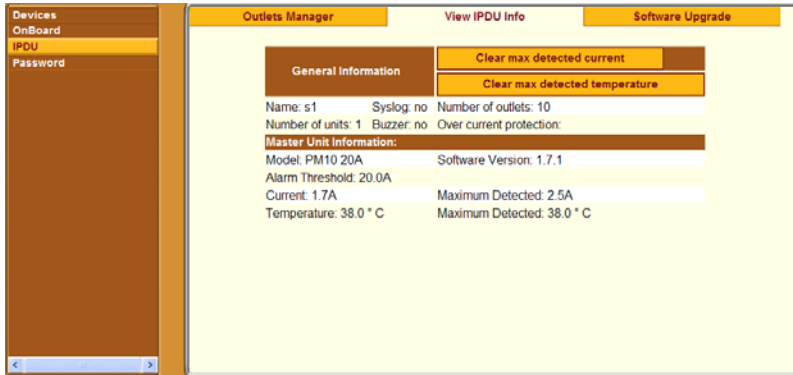 Devices
OnBoard
IPDU
Password
Outlets Manager
View IPDU Info
Software Upgrade
General Information
Clear max detected current
Clear max detected temperature
Name: s1 Syslog: no Number of outlets: 10
Number of units: 1 Buzzer: no Over current protection:
Master Unit Information:
Model: PM10 20A Software Version: 1.7.1
Alarm Threshold: 20.0A
Current: 1.7A Maximum Detected: 2.5A
Temperature: 38.0 ° C Maximum Detected: 38.0 ° C